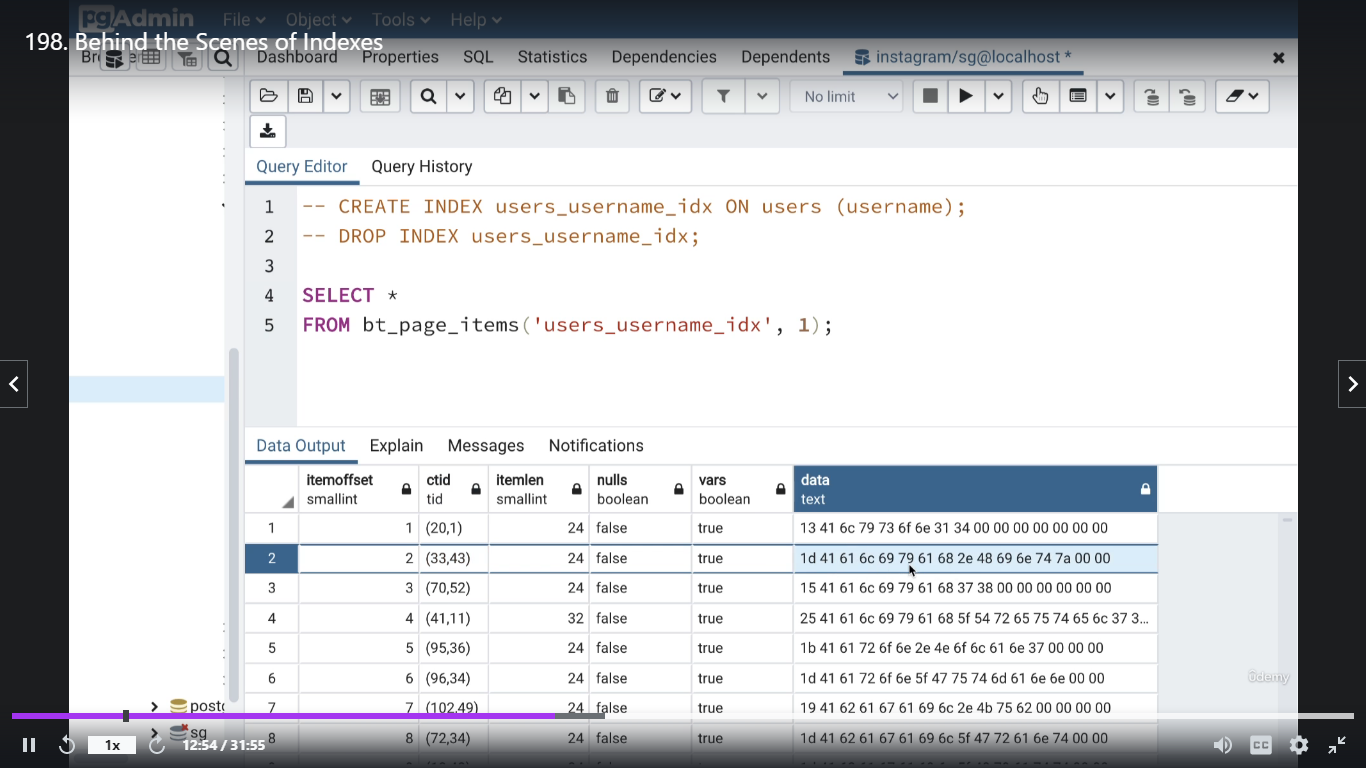 pgAdmin File Object Tools Help
198. Behind the Scenes of Indexes
Dashboard Properties SQL Statistics Dependencies Dependents instagram/sg@localhost *
No limit
Query Editor Query History
1 -- CREATE INDEX users_username_idx ON users (username);
2 -- DROP INDEX users_username_idx;
3
4 SELECT *
5 FROM bt_page_items('users_username_idx', 1);
Data Output Explain Messages Notifications
itemoffset ctid itemlen nulls vars data
smallint tid smallint boolean boolean text
1 1 (20,1) 24 false true 13 41 6c 79 73 6f 6e 31 34 00 00 00 00 00 00 00
2 2 (33,43) 24 false true 1d 41 61 6c 69 79 61 68 2e 48 69 6e 74 7a 00 00
3 3 (70,52) 24 false true 15 41 61 6c 69 79 61 68 37 38 00 00 00 00 00 00
4 4 (41,11) 32 false true 25 41 61 6c 69 79 61 68 5f 54 72 65 75 74 65 6c 37 3...
5 5 (95,36) 24 false true 1b 41 61 72 6f 6e 2e 4e 6f 6c 61 6e 37 00 00 00
6 6 (96,34) 24 false true 1d 41 61 72 6f 6e 5f 47 75 74 6d 61 6e 6e 00 00
ûdemy
postc
7 7 (102,49) 24 false true 19 41 62 61 67 61 69 6c 2e 4b 75 62 00 00 00 00
sg
8 8 (72,34) 24 false true 1d 41 62 61 67 61 69 6c 5f 47 72 61 6e 74 00 00
1x 12:54 / 31:55 CC